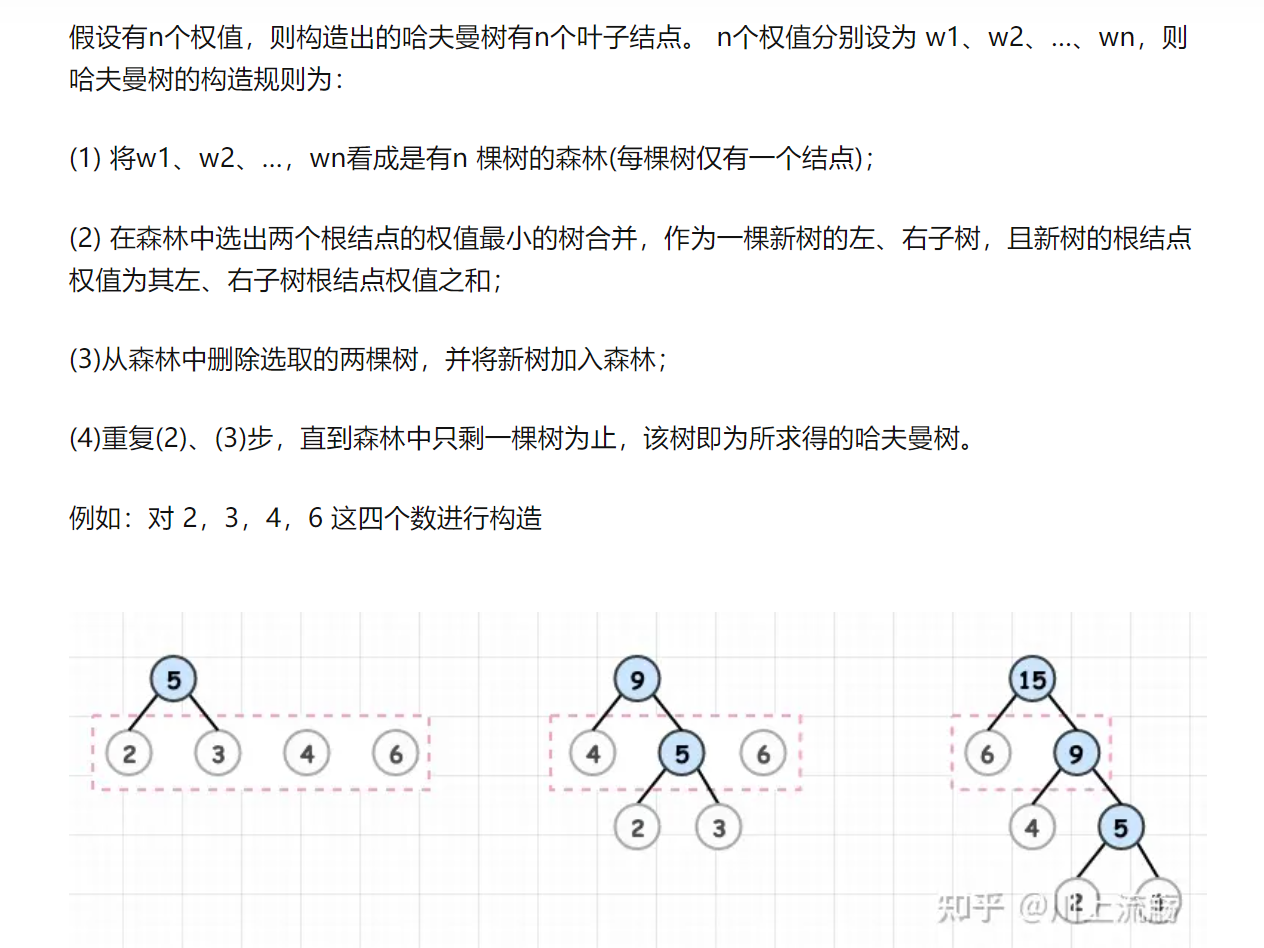 假设有n个权值，则构造出的哈夫曼树有n个叶子结点。 n个权值分别设为 w1、w2、…、wn，则
哈夫曼树的构造规则为：
(1) 将w1、w2、…，wn看成是有n 棵树的森林(每棵树仅有一个结点)；
(2) 在森林中选出两个根结点的权值最小的树合并，作为一棵新树的左、右子树，且新树的根结点
权值为其左、右子树根结点权值之和；
(3)从森林中删除选取的两棵树，并将新树加入森林；
(4)重复(2)、(3)步，直到森林中只剩一棵树为止，该树即为所求得的哈夫曼树。
例如：对 2，3，4，6 这四个数进行构造
5
2 3 4 6
9
4 5 6
2 3
15
6 9
4 5
2
知乎 @川上流